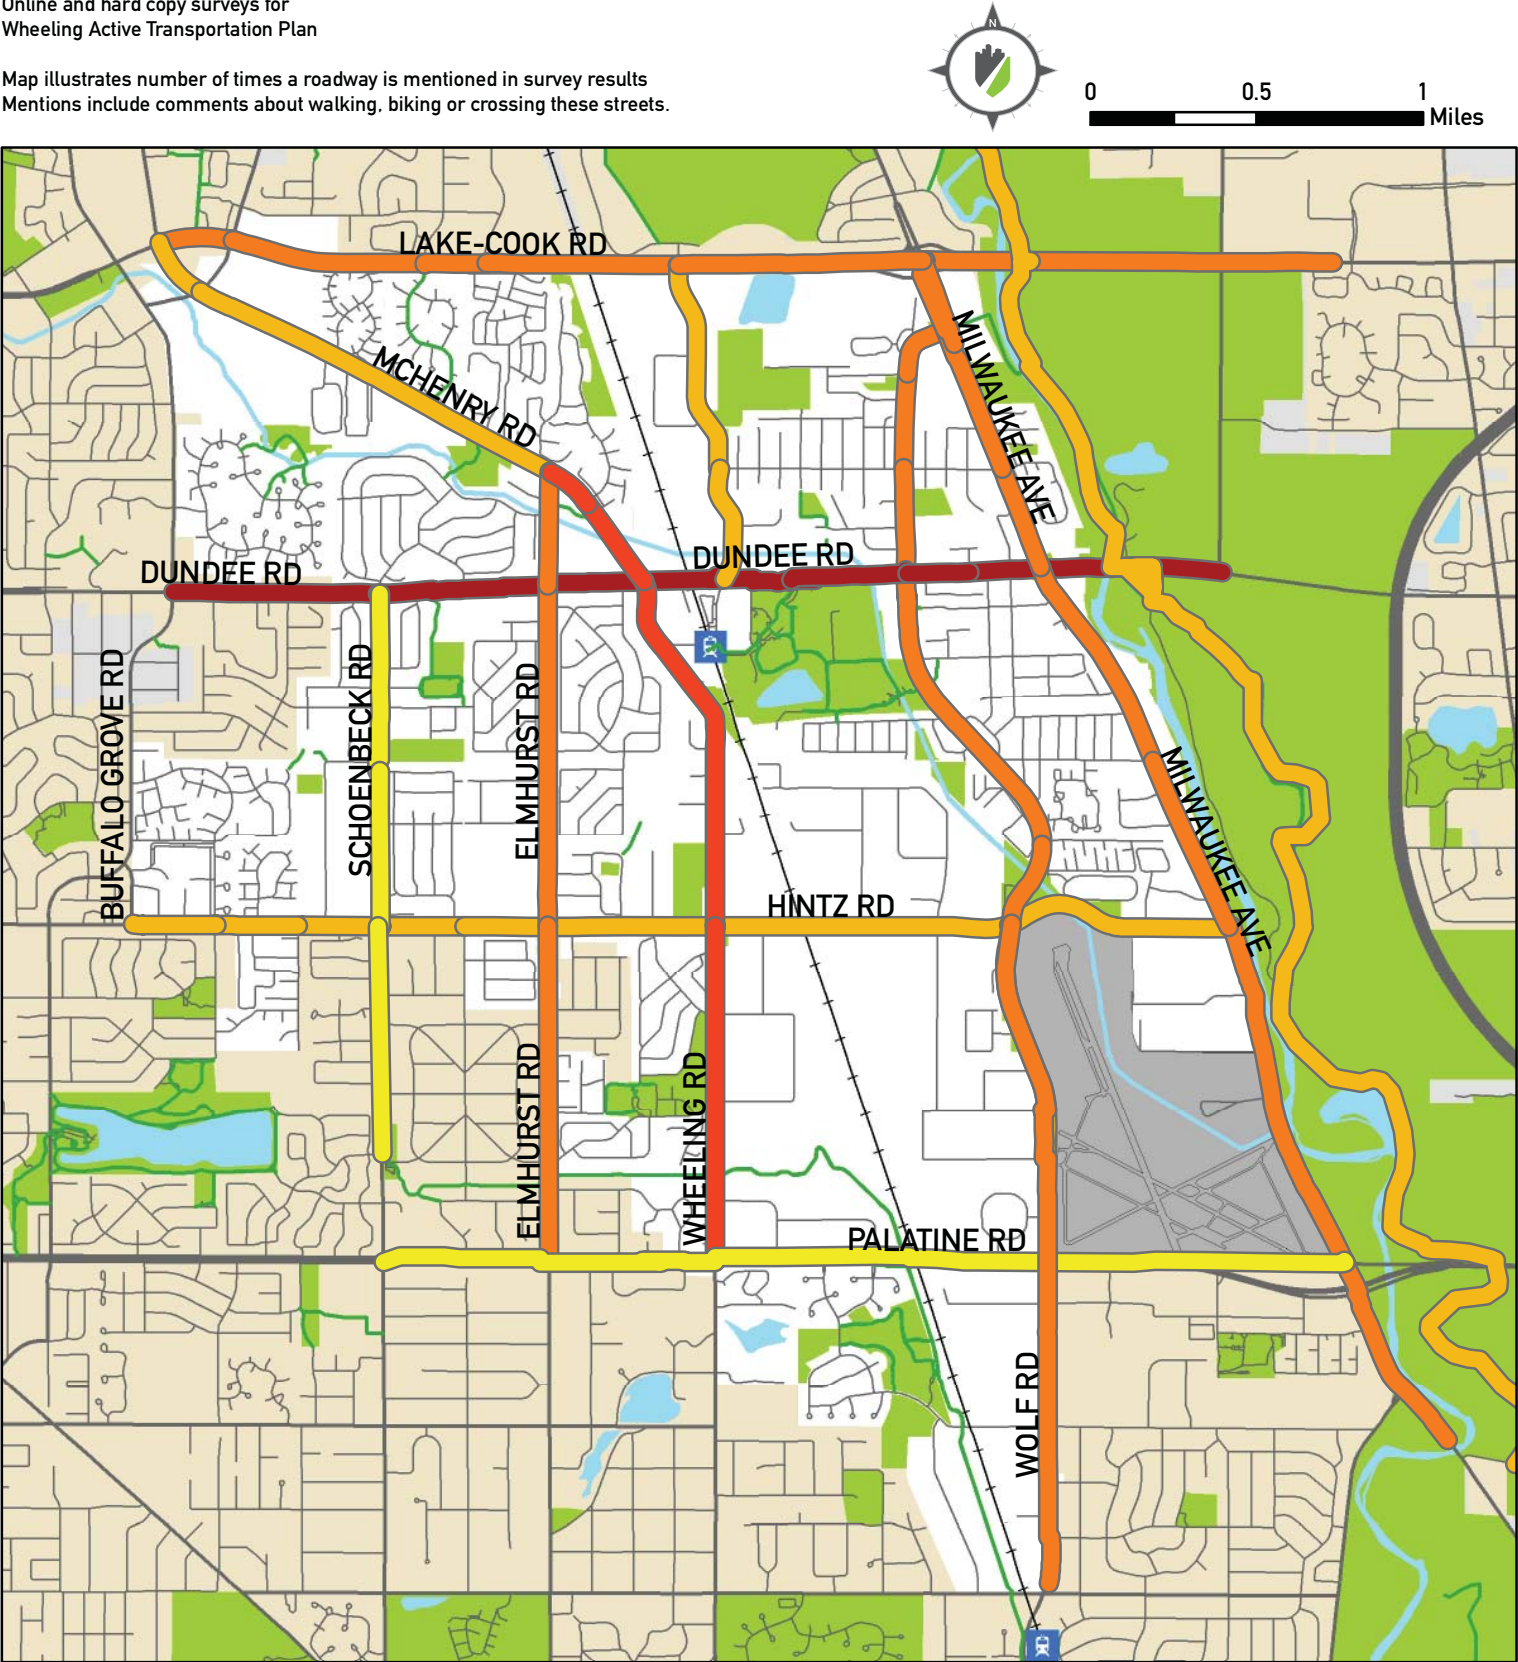 Online and hard copy surveys for
Wheeling Active Transportation Plan
Map illustrates number of times a roadway is mentioned in survey results
Mentions include comments about walking, biking or crossing these streets.
N
0 0.5 1
Miles
LAKE-COOK RD
MCHENRY RD
MILWAUKEE AVE
DUNDEE RD
DUNDEE RD
BUFFALO GROVE RD
SCHOENBECK RD
ELMHURST RD
MILWAUKEE AVE
HINTZ RD
ELMHURST RD
WHEELING RD
PALATINE RD
WOLF RD